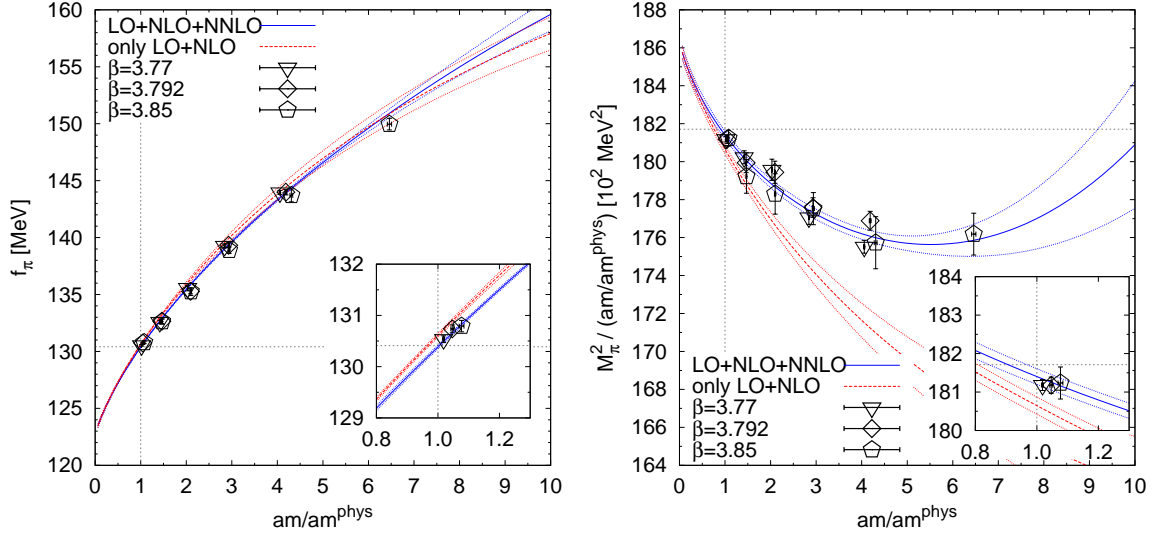 LO+NLO+NNLO
only LO+NLO
β=3.77
β=3.792
β=3.85
f_π [MeV]
160
155
150
145
140
135
130
125
120
0 1 2 3 4 5 6 7 8 9 10
am/am^phys
132
131
130
129
0.8 1.0 1.2
M_π^2 / (am/am^phys) [10^2 MeV^2]
188
186
184
182
180
178
176
174
172
170
168
166
164
LO+NLO+NNLO
only LO+NLO
β=3.77
β=3.792
β=3.85
0 1 2 3 4 5 6 7 8 9 10
am/am^phys
184
183
182
181
180
0.8 1.0 1.2